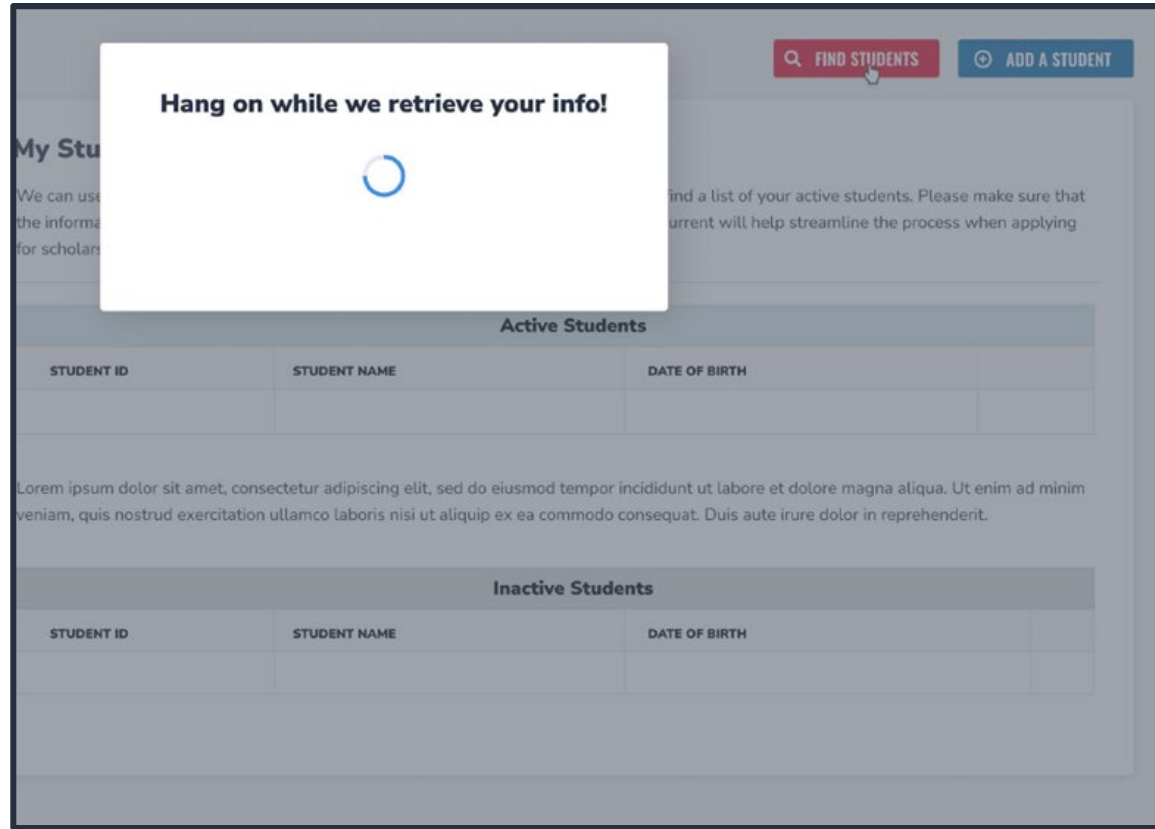 FIND STUDENTS
ADD A STUDENT
Hang on while we retrieve your info!
My Stu
We can use
find a list of your active students. Please make sure that
the informa
urrent will help streamline the process when applying
for scholars
Active Students
STUDENT ID STUDENT NAME DATE OF BIRTH
Lorem ipsum dolor sit amet, consectetur adipiscing elit, sed do eiusmod tempor incididunt ut labore et dolore magna aliqua. Ut enim ad minim
veniam, quis nostrud exercitation ullamco laboris nisi ut aliquip ex ea commodo consequat. Duis aute irure dolor in reprehenderit.
Inactive Students
STUDENT ID STUDENT NAME DATE OF BIRTH